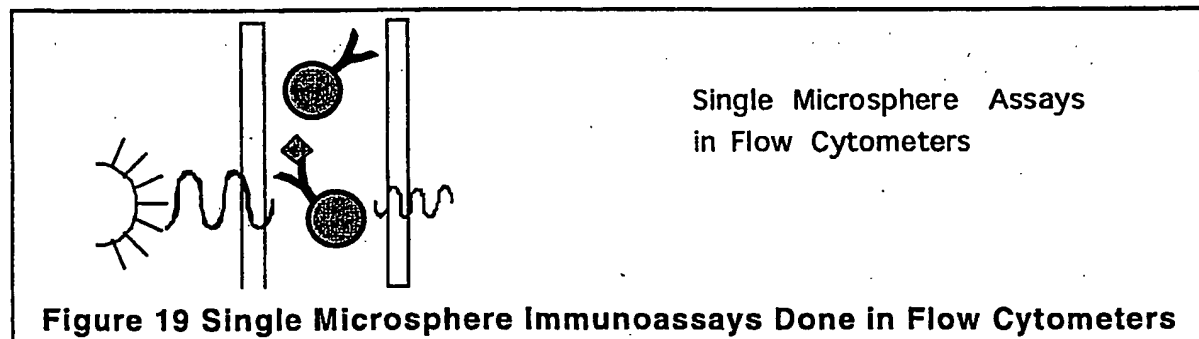 Single Microsphere Assays
in Flow Cytometers
Figure 19 Single Microsphere Immunoassays Done in Flow Cytometers